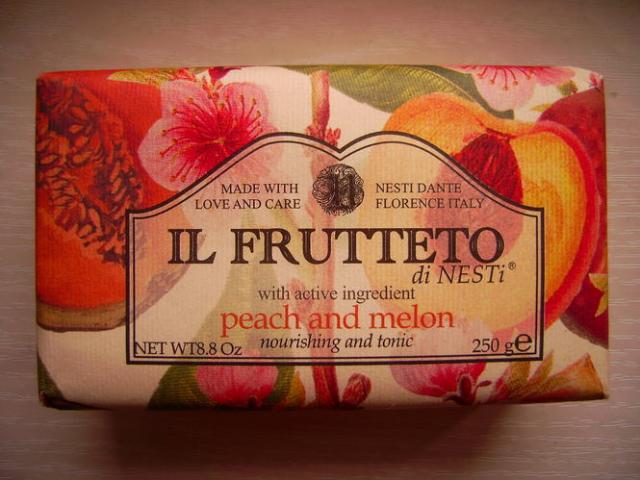 MADE WITH
LOVE AND CARE
NESTI DANTE
FLORENCE ITALY
IL FRUTTETO
di NESTi®
with active ingredient
peach and melon
nourishing and tonic
NET WT8.8 Oz
250 g e